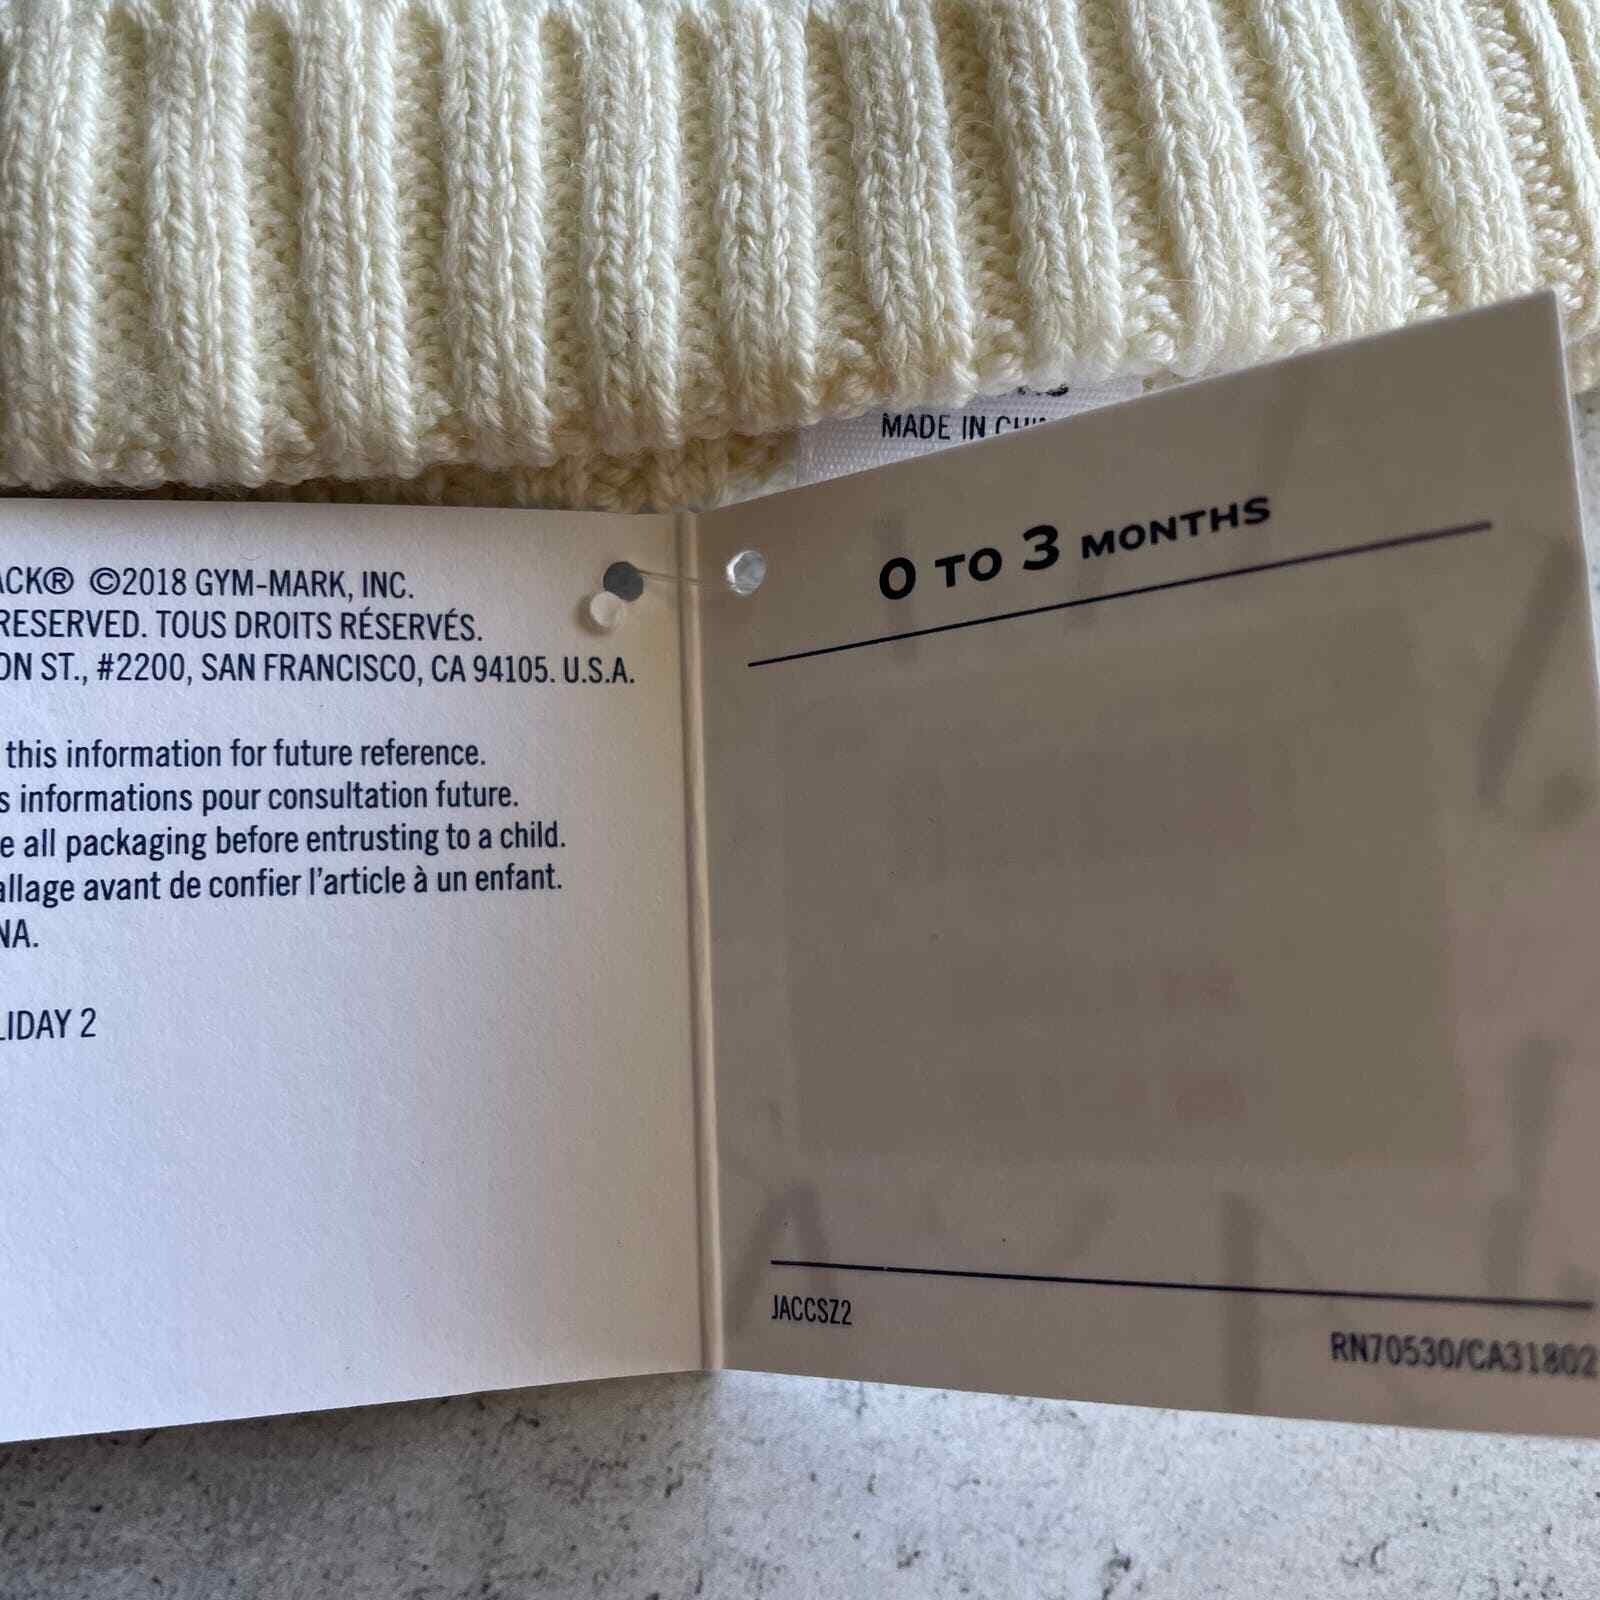 MADE IN
ACK® ©2018 GYM-MARK, INC.
RESERVED. TOUS DROITS RÉSERVÉS.
ON ST., #2200, SAN FRANCISCO, CA 94105. U.S.A.
this information for future reference.
s informations pour consultation future.
e all packaging before entrusting to a child.
allage avant de confier l'article à un enfant.
NA.
LIDAY 2
0 TO 3 MONTHS
JACCSZ2
RN70530/CA31802